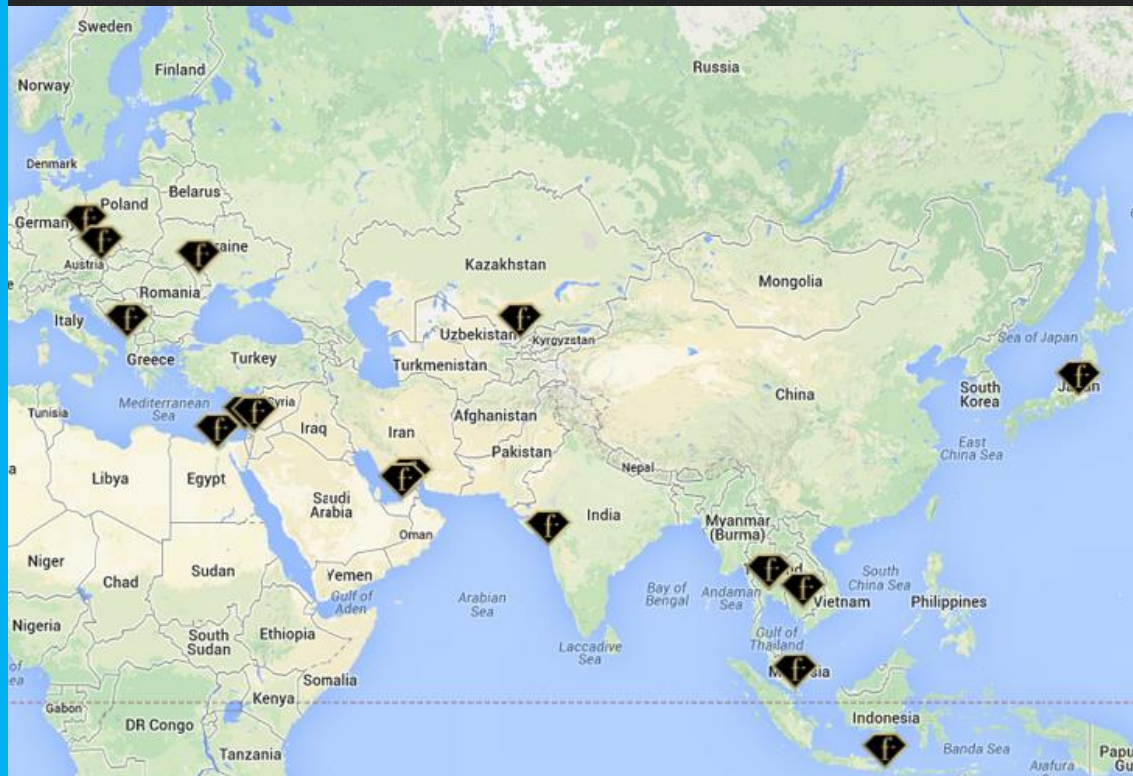 Sweden
Finland
Norway
Russia
Denmark
Belarus
Poland
German
f
f
raine
f
Austria
Kazakhstan
Mongolia
Romania
Italy
f
f
Uzbekistan
Kyrgyzstan
Sea of Japan
Greece
Turkey
Turkmenistan
f
South
Korea
China
Tunisia
Mediterranean
Sea
f
f
Syria
Afghanistan
Iraq
Iran
East
China Sea
Pakistan
Nepal
Libya
Egypt
f
Saudi
Arabia
India
f
Myanmar
(Burma)
Oman
Niger
Chad
Sudan
Yemen
Gulf of
Aden
Arabian
Sea
Bay of
Bengal
Andaman
Sea
f
f
South
China Sea
Vietnam
Philippines
Nigeria
South
Sudan
Ethiopia
Laccadive
Sea
Gulf of
Thailand
Somalia
f
Gabon
Kenya
DR Congo
Indonesia
Tanzania
f
Banda Sea
Papu
Gu
Arafura